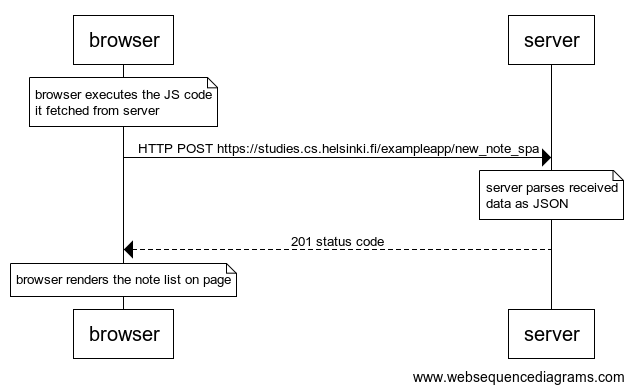 browser
server
browser executes the JS code
it fetched from server
HTTP POST https://studies.cs.helsinki.fi/exampleapp/new_note_spa
server parses received
data as JSON
201 status code
browser renders the note list on page
browser
server
www.websequencediagrams.com